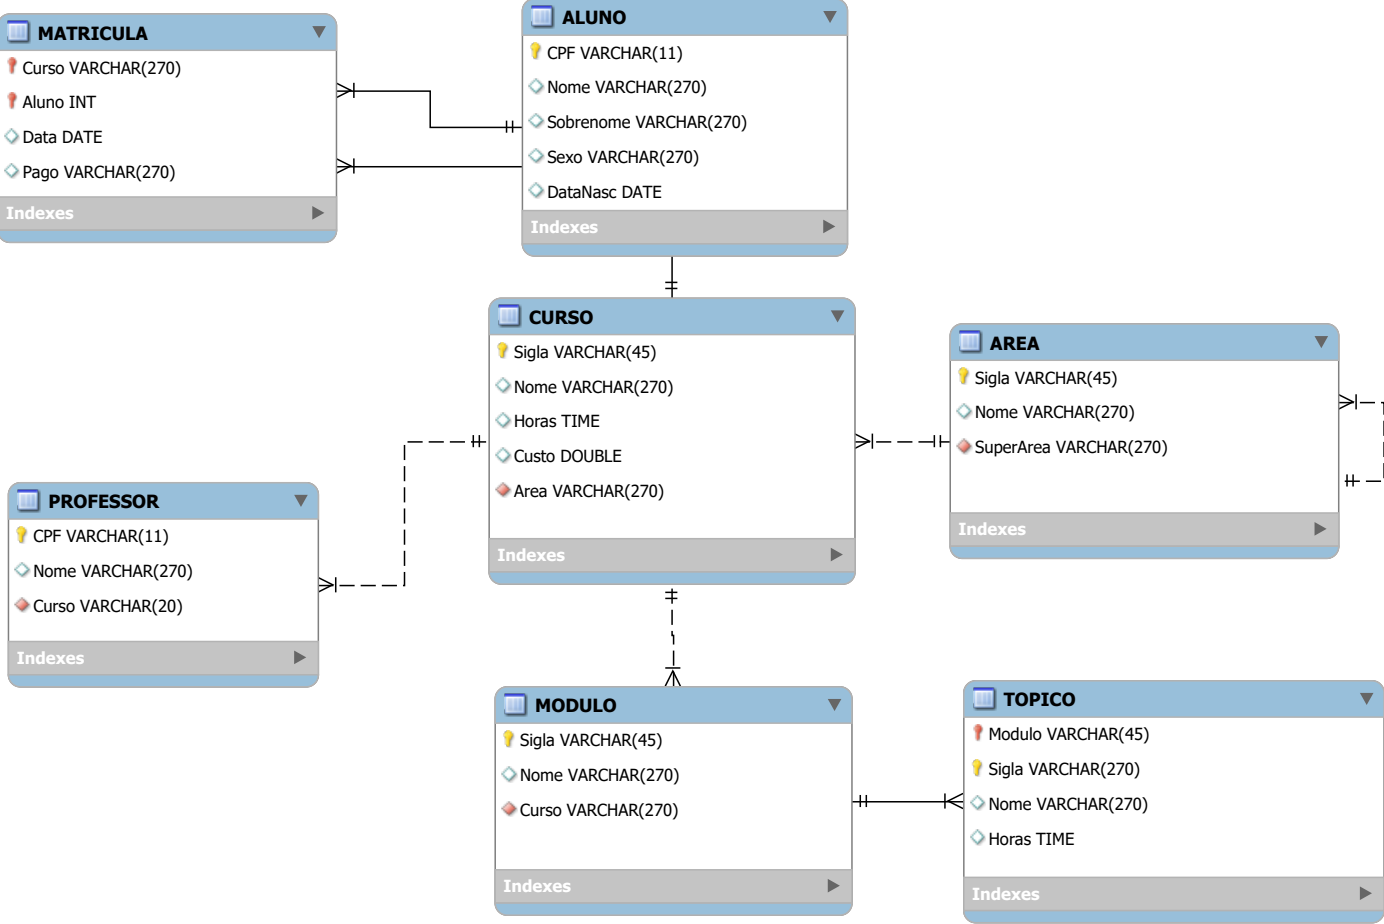 MATRICULA
Curso VARCHAR(270)
Aluno INT
Data DATE
Pago VARCHAR(270)
Indexes
ALUNO
CPF VARCHAR(11)
Nome VARCHAR(270)
Sobrenome VARCHAR(270)
Sexo VARCHAR(270)
DataNasc DATE
Indexes
CURSO
Sigla VARCHAR(45)
Nome VARCHAR(270)
Horas TIME
Custo DOUBLE
Area VARCHAR(270)
Indexes
AREA
Sigla VARCHAR(45)
Nome VARCHAR(270)
SuperArea VARCHAR(270)
Indexes
PROFESSOR
CPF VARCHAR(11)
Nome VARCHAR(270)
Curso VARCHAR(20)
Indexes
MODULO
Sigla VARCHAR(45)
Nome VARCHAR(270)
Curso VARCHAR(270)
Indexes
TOPICO
Modulo VARCHAR(45)
Sigla VARCHAR(270)
Nome VARCHAR(270)
Horas TIME
Indexes